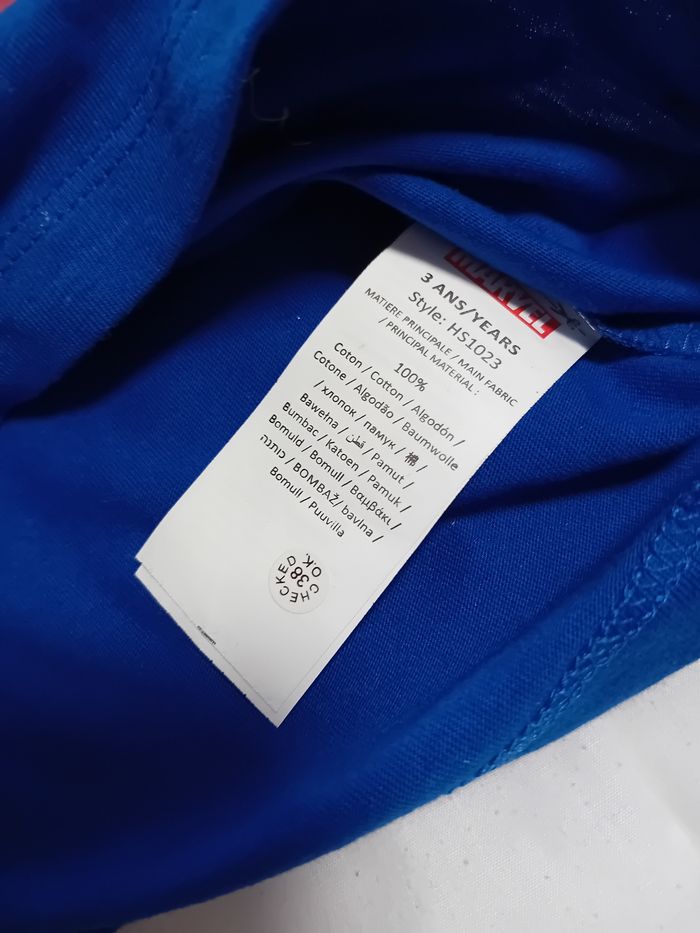 MARVEL
3 ANS/YEARS
Style: HS1023
MATIERE PRINCIPALE / MAIN FABRIC
/ PRINCIPAL MATERIAL :
100%
Coton / Cotton / Algodón /
Cotone / Algodão / Baumwolle
/ хлопок / памук / 棉 /
Bawełna / قطن / Pamut /
Bumbac / Katoen / Pamuk /
Bomuld / Bomull / Βαμβάκι /
כותנה / BOMBAŽ/ bavlna /
Bomull / Puuvilla
CHECKED
38
O.K.